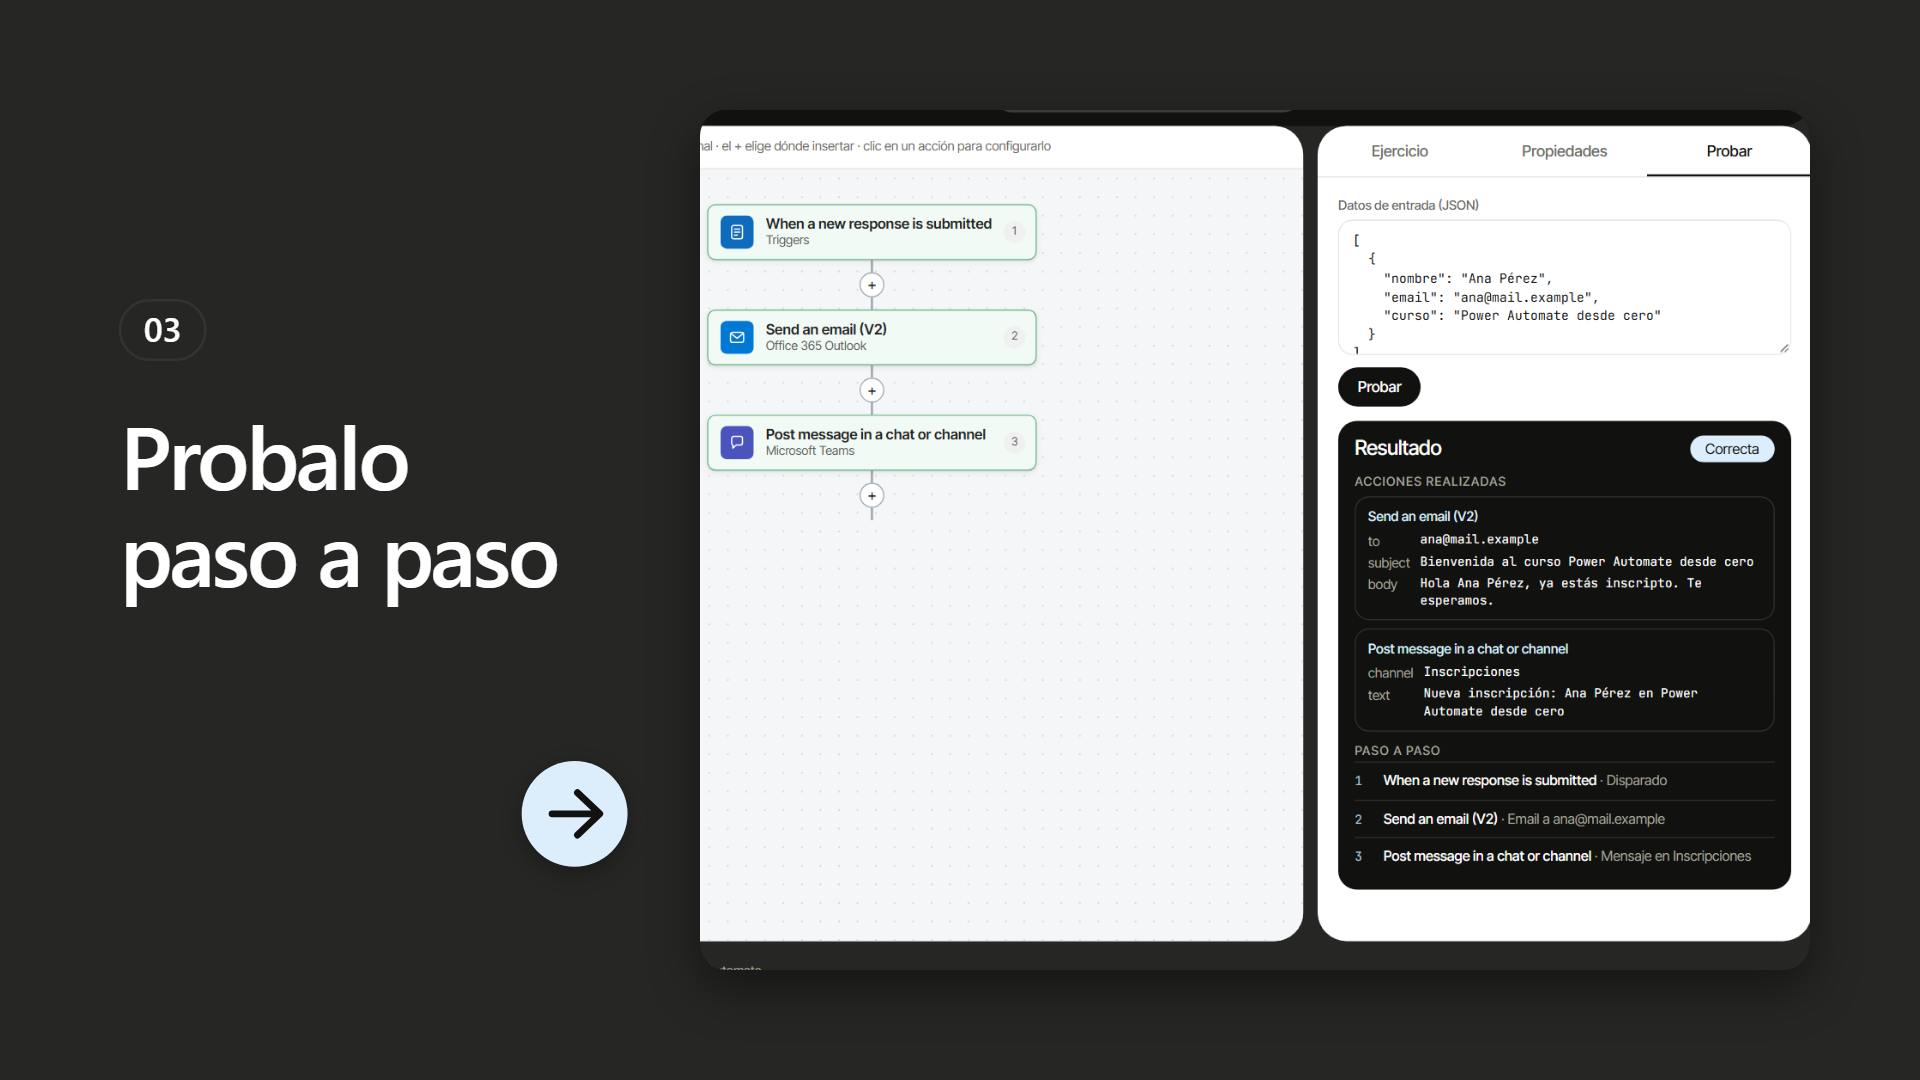 03
Probalo
paso a paso
nal · el + elige dónde insertar · clic en un acción para configurarlo
When a new response is submitted
Triggers
1
+
Send an email (V2)
Office 365 Outlook
2
+
Post message in a chat or channel
Microsoft Teams
3
+
Ejercicio
Propiedades
Probar
Datos de entrada (JSON)
[
{
"nombre": "Ana Pérez",
"email": "ana@mail.example",
"curso": "Power Automate desde cero"
}
]
Probar
Resultado
Correcta
ACCIONES REALIZADAS
Send an email (V2)
to ana@mail.example
subject Bienvenida al curso Power Automate desde cero
body Hola Ana Pérez, ya estás inscripto. Te
esperamos.
Post message in a chat or channel
channel Inscripciones
text Nueva inscripción: Ana Pérez en Power
Automate desde cero
PASO A PASO
1 When a new response is submitted · Disparado
2 Send an email (V2) · Email a ana@mail.example
3 Post message in a chat or channel · Mensaje en Inscripciones